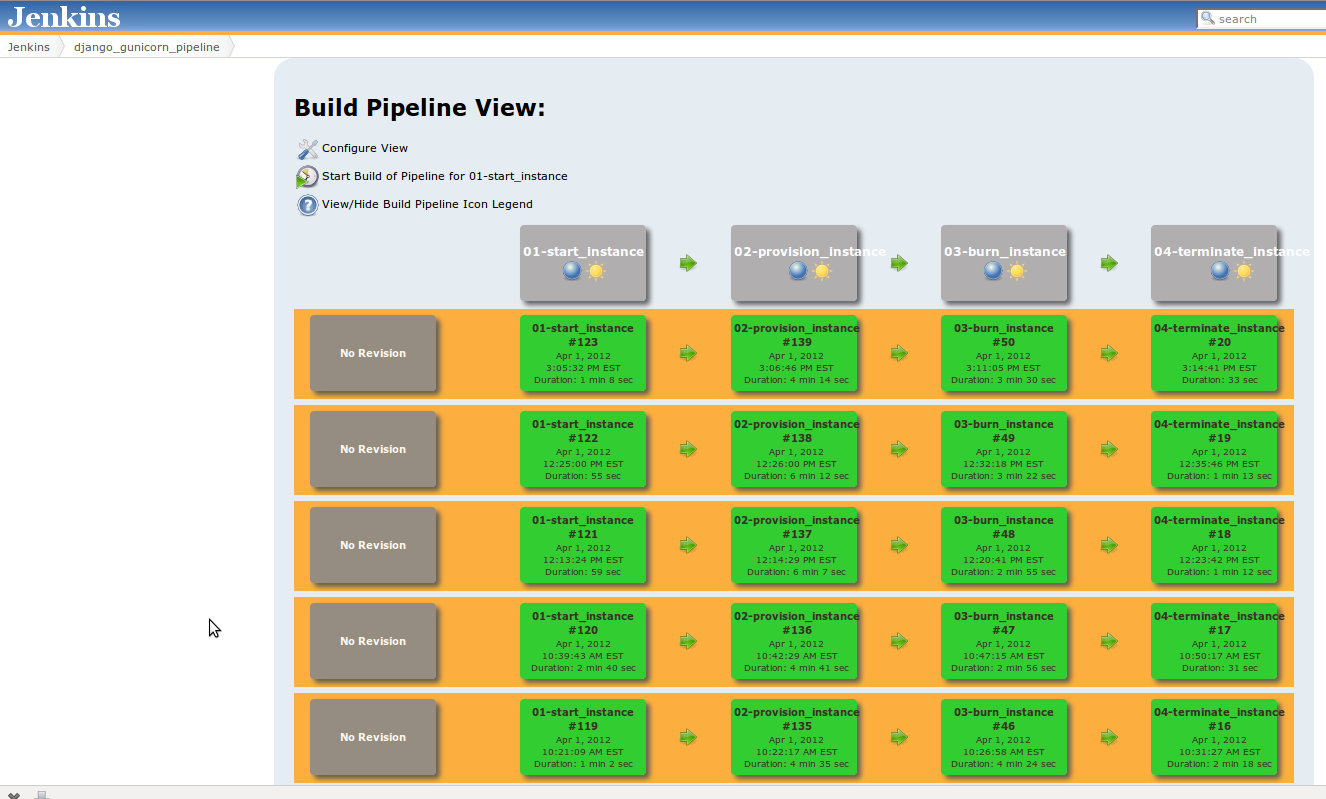 Jenkins
search
Jenkins django_gunicorn_pipeline
Build Pipeline View:
Configure View
Start Build of Pipeline for 01-start_instance
View/Hide Build Pipeline Icon Legend
01-start_instance 02-provision_instance 03-burn_instance 04-terminate_instance
No Revision
01-start_instance
#123
Apr 1, 2012
3:05:32 PM EST
Duration: 1 min 8 sec
02-provision_instance
#139
Apr 1, 2012
3:06:46 PM EST
Duration: 4 min 14 sec
03-burn_instance
#50
Apr 1, 2012
3:11:05 PM EST
Duration: 3 min 30 sec
04-terminate_instance
#20
Apr 1, 2012
3:14:41 PM EST
Duration: 33 sec
No Revision
01-start_instance
#122
Apr 1, 2012
12:25:00 PM EST
Duration: 55 sec
02-provision_instance
#138
Apr 1, 2012
12:26:00 PM EST
Duration: 6 min 12 sec
03-burn_instance
#49
Apr 1, 2012
12:32:18 PM EST
Duration: 3 min 22 sec
04-terminate_instance
#19
Apr 1, 2012
12:35:46 PM EST
Duration: 1 min 13 sec
No Revision
01-start_instance
#121
Apr 1, 2012
12:13:24 PM EST
Duration: 59 sec
02-provision_instance
#137
Apr 1, 2012
12:14:29 PM EST
Duration: 6 min 7 sec
03-burn_instance
#48
Apr 1, 2012
12:20:41 PM EST
Duration: 2 min 55 sec
04-terminate_instance
#18
Apr 1, 2012
12:23:42 PM EST
Duration: 1 min 12 sec
No Revision
01-start_instance
#120
Apr 1, 2012
10:39:43 AM EST
Duration: 2 min 40 sec
02-provision_instance
#136
Apr 1, 2012
10:42:29 AM EST
Duration: 4 min 41 sec
03-burn_instance
#47
Apr 1, 2012
10:47:15 AM EST
Duration: 2 min 56 sec
04-terminate_instance
#17
Apr 1, 2012
10:50:17 AM EST
Duration: 31 sec
No Revision
01-start_instance
#119
Apr 1, 2012
10:21:09 AM EST
Duration: 1 min 2 sec
02-provision_instance
#135
Apr 1, 2012
10:22:17 AM EST
Duration: 4 min 35 sec
03-burn_instance
#46
Apr 1, 2012
10:26:58 AM EST
Duration: 4 min 24 sec
04-terminate_instance
#16
Apr 1, 2012
10:31:27 AM EST
Duration: 2 min 18 sec